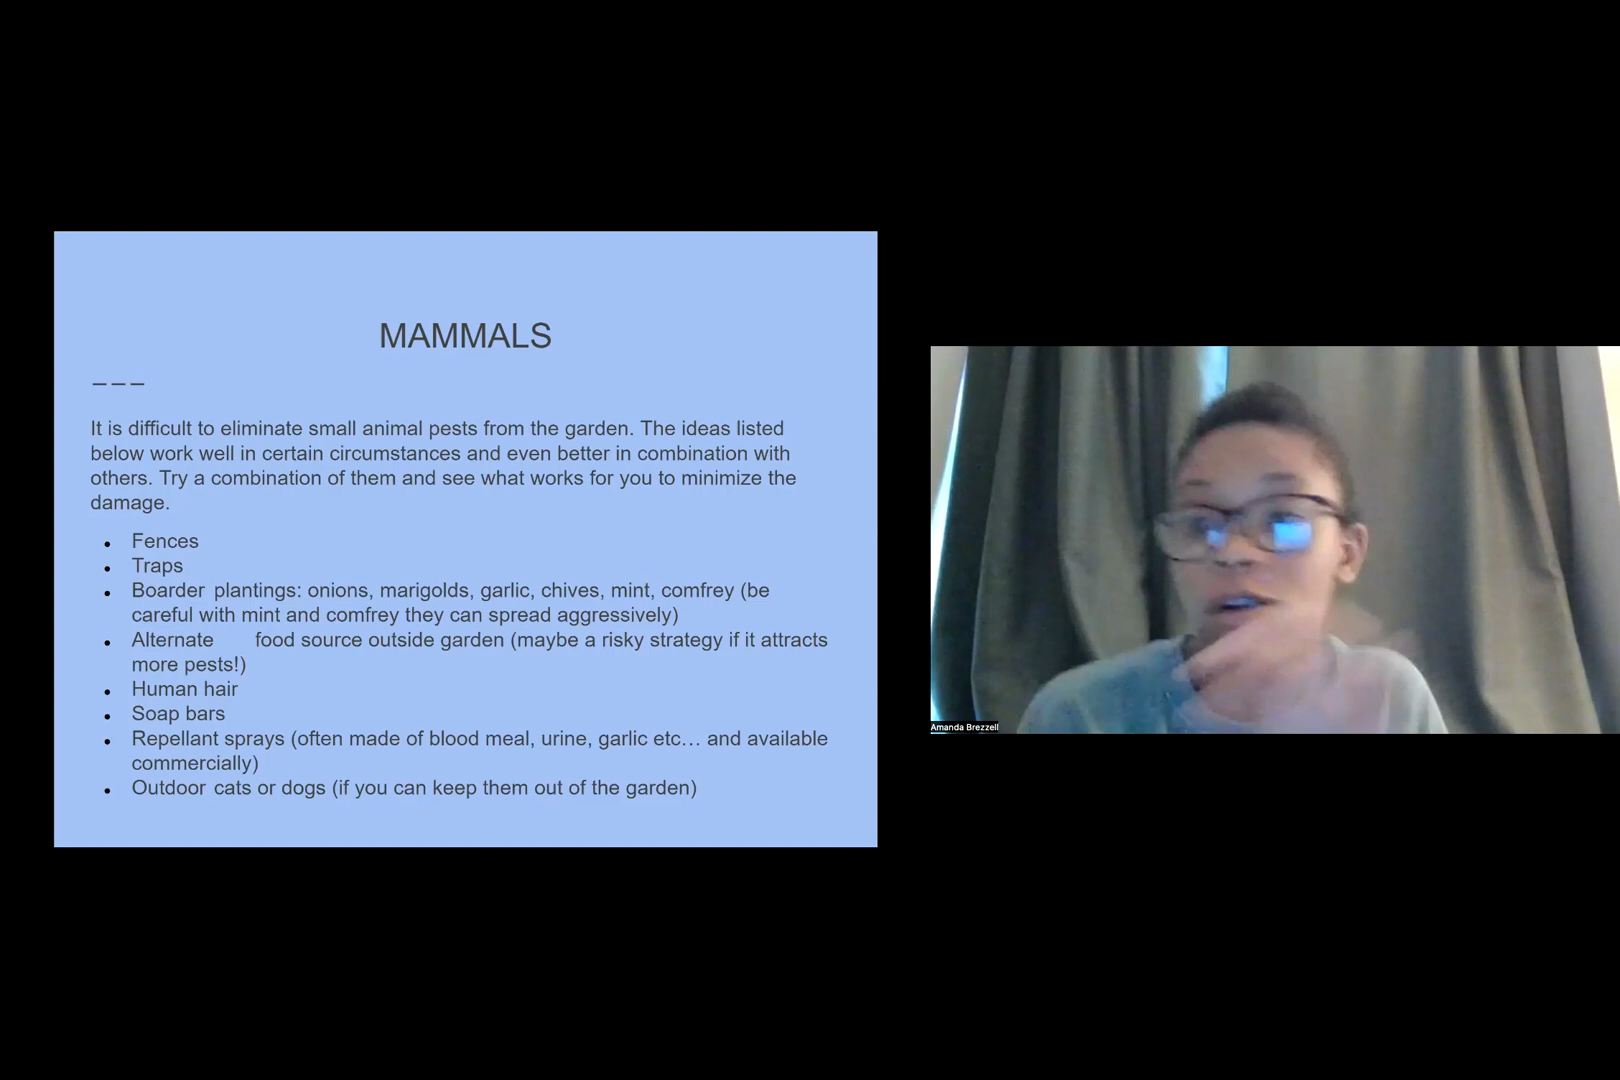 MAMMALS
___
It is difficult to eliminate small animal pests from the garden. The ideas listed
below work well in certain circumstances and even better in combination with
others. Try a combination of them and see what works for you to minimize the
damage.
● Fences
● Traps
● Boarder plantings: onions, marigolds, garlic, chives, mint, comfrey (be
careful with mint and comfrey they can spread aggressively)
● Alternate food source outside garden (maybe a risky strategy if it attracts
more pests!)
● Human hair
● Soap bars
● Repellant sprays (often made of blood meal, urine, garlic etc… and available
commercially)
● Outdoor cats or dogs (if you can keep them out of the garden)
Amanda Brezzell